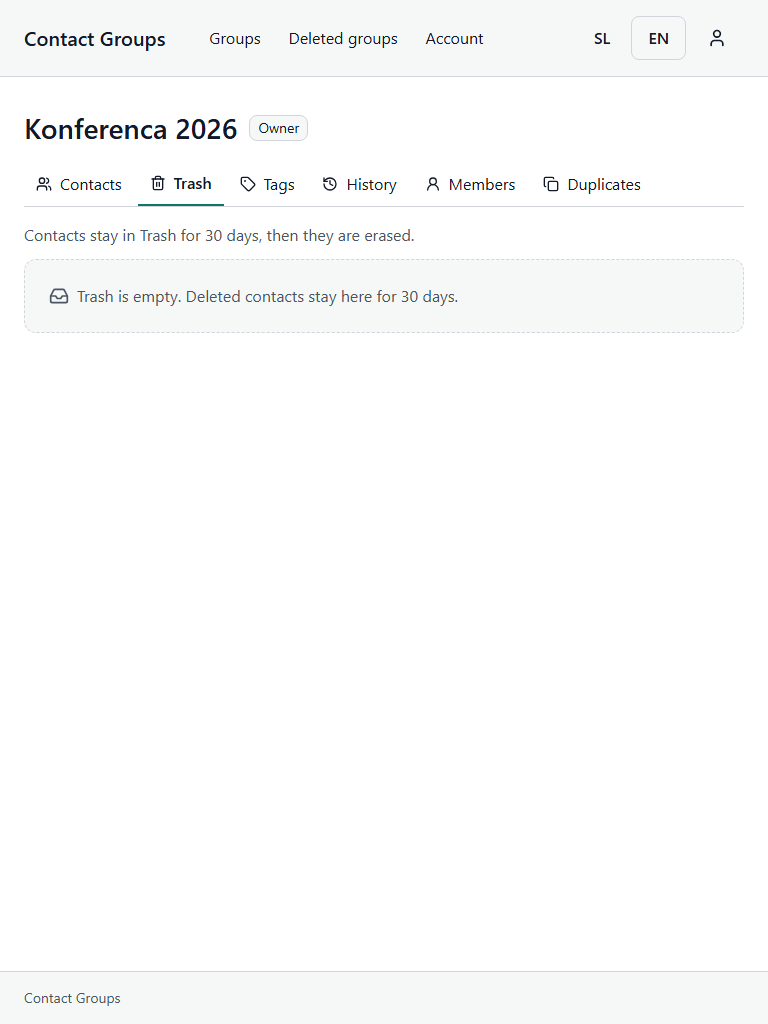 Contact Groups Groups Deleted groups Account SL EN
Konferenca 2026 Owner
Contacts Trash Tags History Members Duplicates
Contacts stay in Trash for 30 days, then they are erased.
Trash is empty. Deleted contacts stay here for 30 days.
Contact Groups